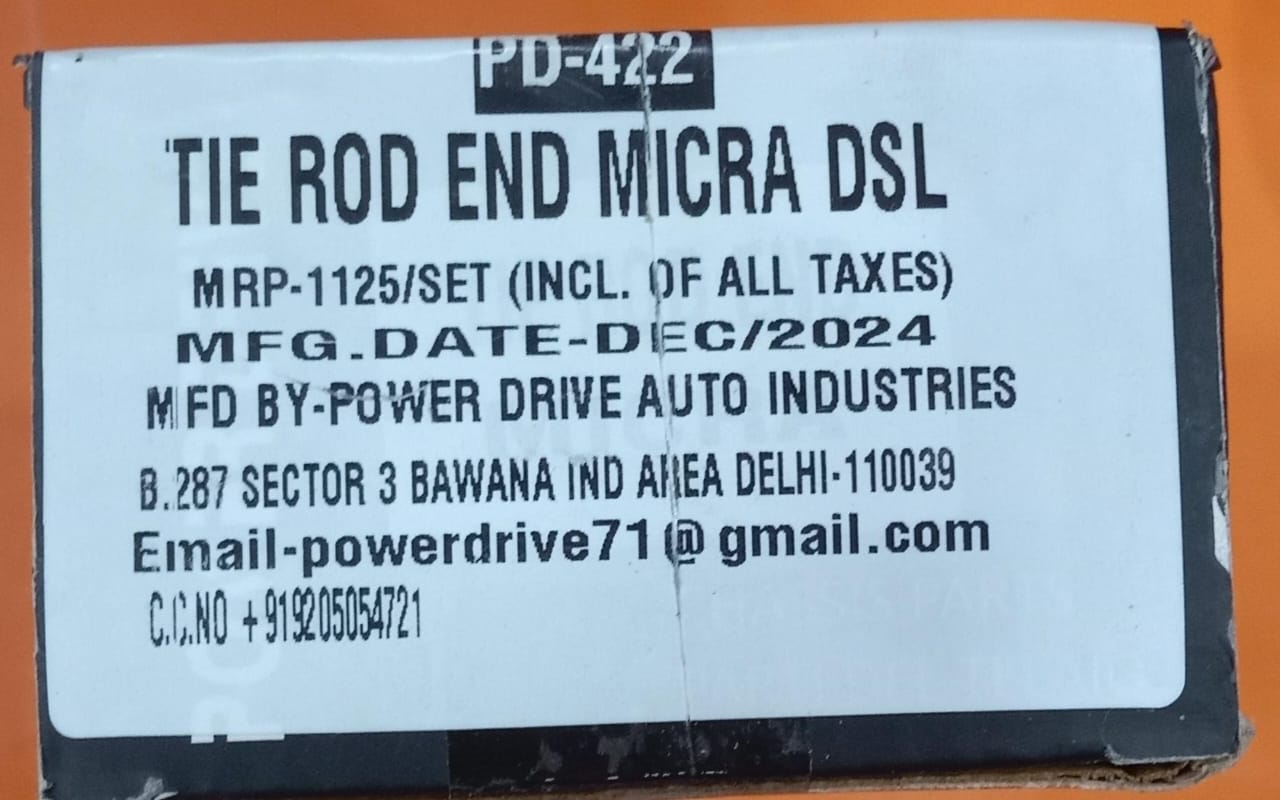 PD-422
TIE ROD END MICRA DSL
MRP-1125/SET (INCL. OF ALL TAXES)
MFG.DATE-DEC/2024
MFD BY-POWER DRIVE AUTO INDUSTRIES
B.287 SECTOR 3 BAWANA IND AREA DELHI-110039
Email-powerdrive71@gmail.com
C.C.NO +919205054721